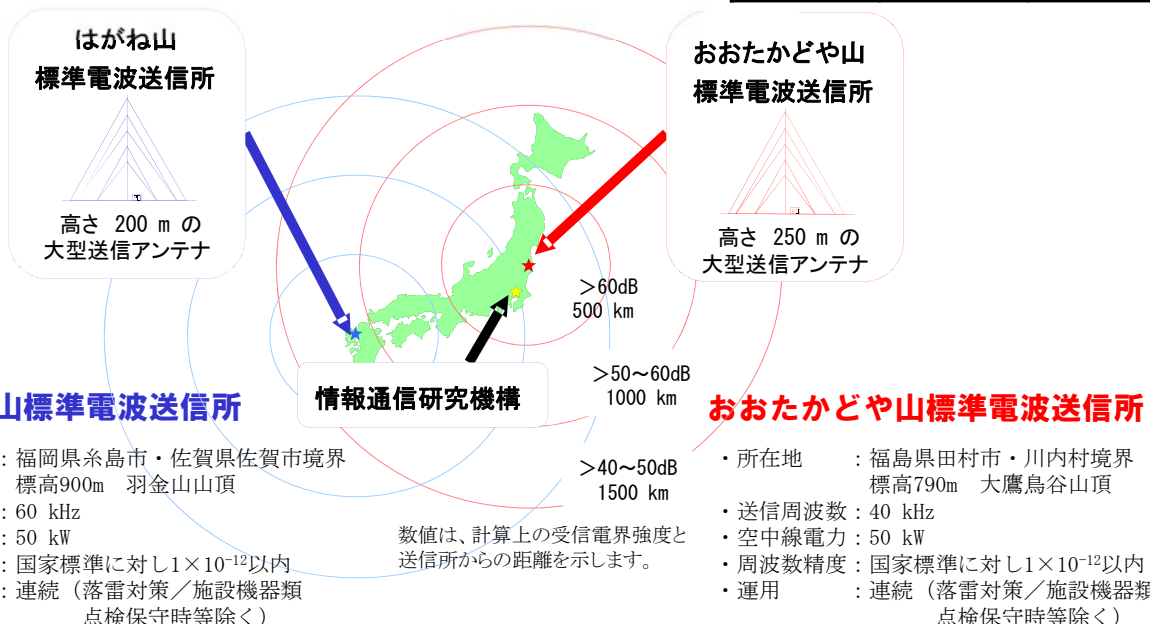 はがね山
標準電波送信所
高さ 200 m の
大型送信アンテナ
おおたかどや山
標準電波送信所
高さ 250 m の
大型送信アンテナ
>60dB
500 km
>50~60dB
1000 km
>40~50dB
1500 km
情報通信研究機構
数値は、計算上の受信電界強度と
送信所からの距離を示します。
山標準電波送信所
:福岡県糸島市・佐賀県佐賀市境界
標高900m 羽金山山頂
:60 kHz
:50 kW
:国家標準に対し1×10⁻¹²以内
:連続(落雷対策/施設機器類
点検保守時等除く)
おおたかどや山標準電波送信所
・所在地 :福島県田村市・川内村境界
標高790m 大鷹鳥谷山頂
・送信周波数:40 kHz
・空中線電力:50 kW
・周波数精度:国家標準に対し1×10⁻¹²以内
・運用 :連続(落雷対策/施設機器類
点検保守時等除く)